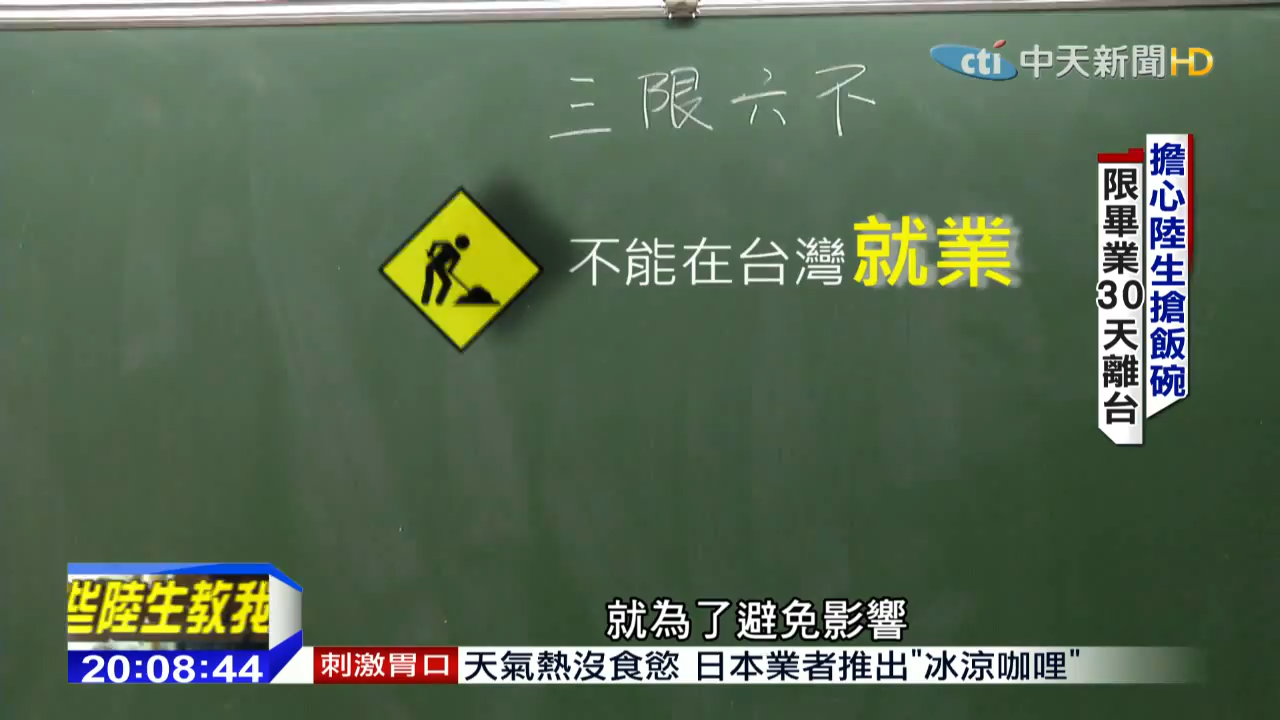 三限六不
cti 中天新聞HD
不能在台灣就業
擔心陸生搶飯碗
限畢業30天離台
些陸生教我
就為了避免影響
20:08:44
刺激胃口 天氣熱沒食慾 日本業者推出"冰涼咖哩"